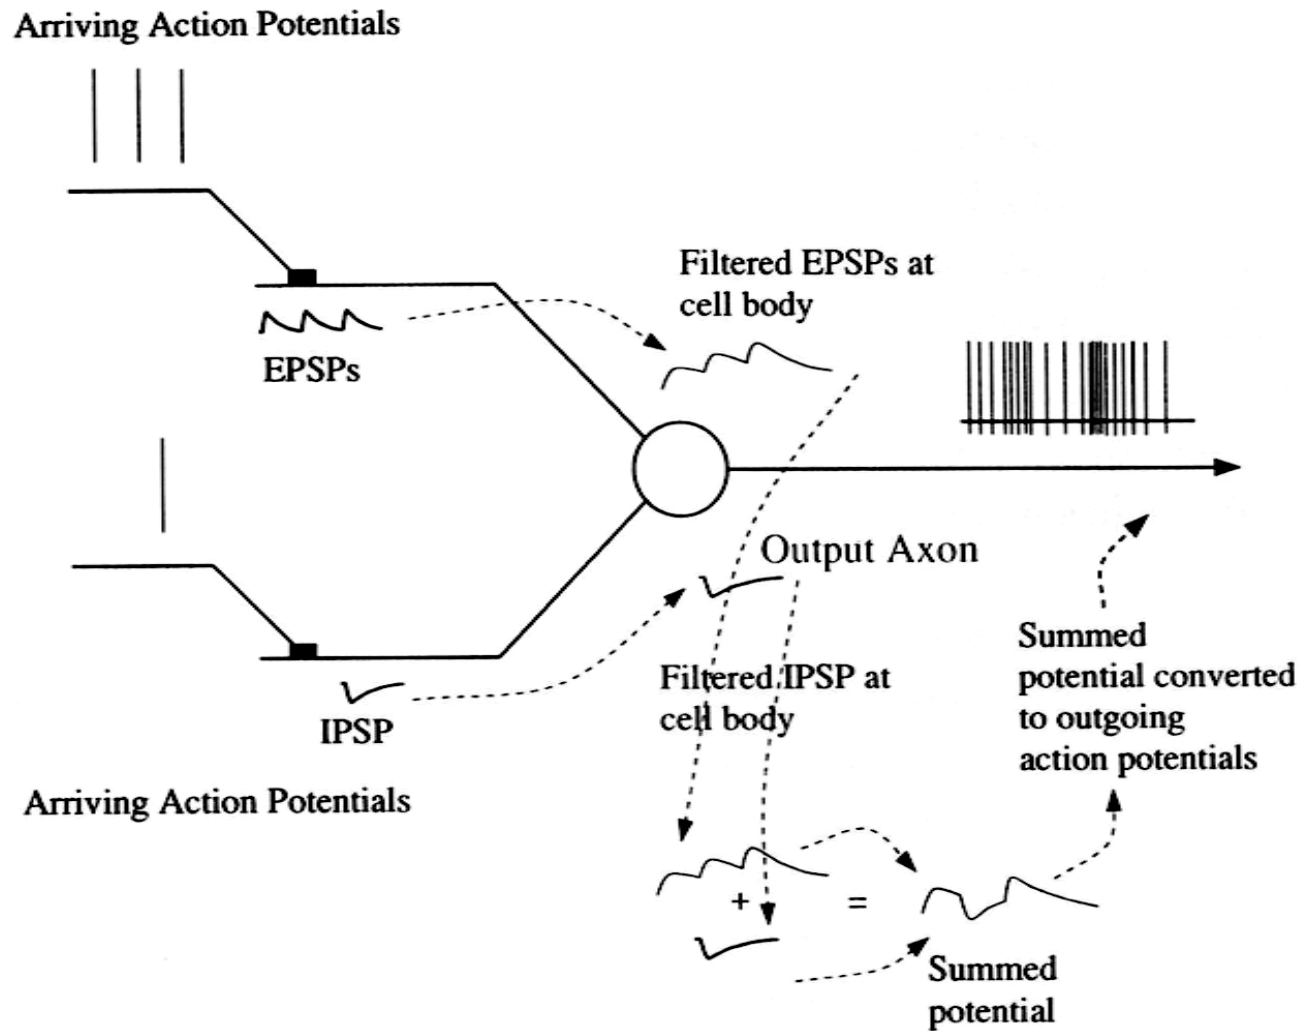 Arriving Action Potentials
Filtered EPSPs at
cell body
EPSPs
Output Axon
Filtered IPSP at
cell body
IPSP
Summed
potential converted
to outgoing
action potentials
Arriving Action Potentials
+
=
Summed
potential